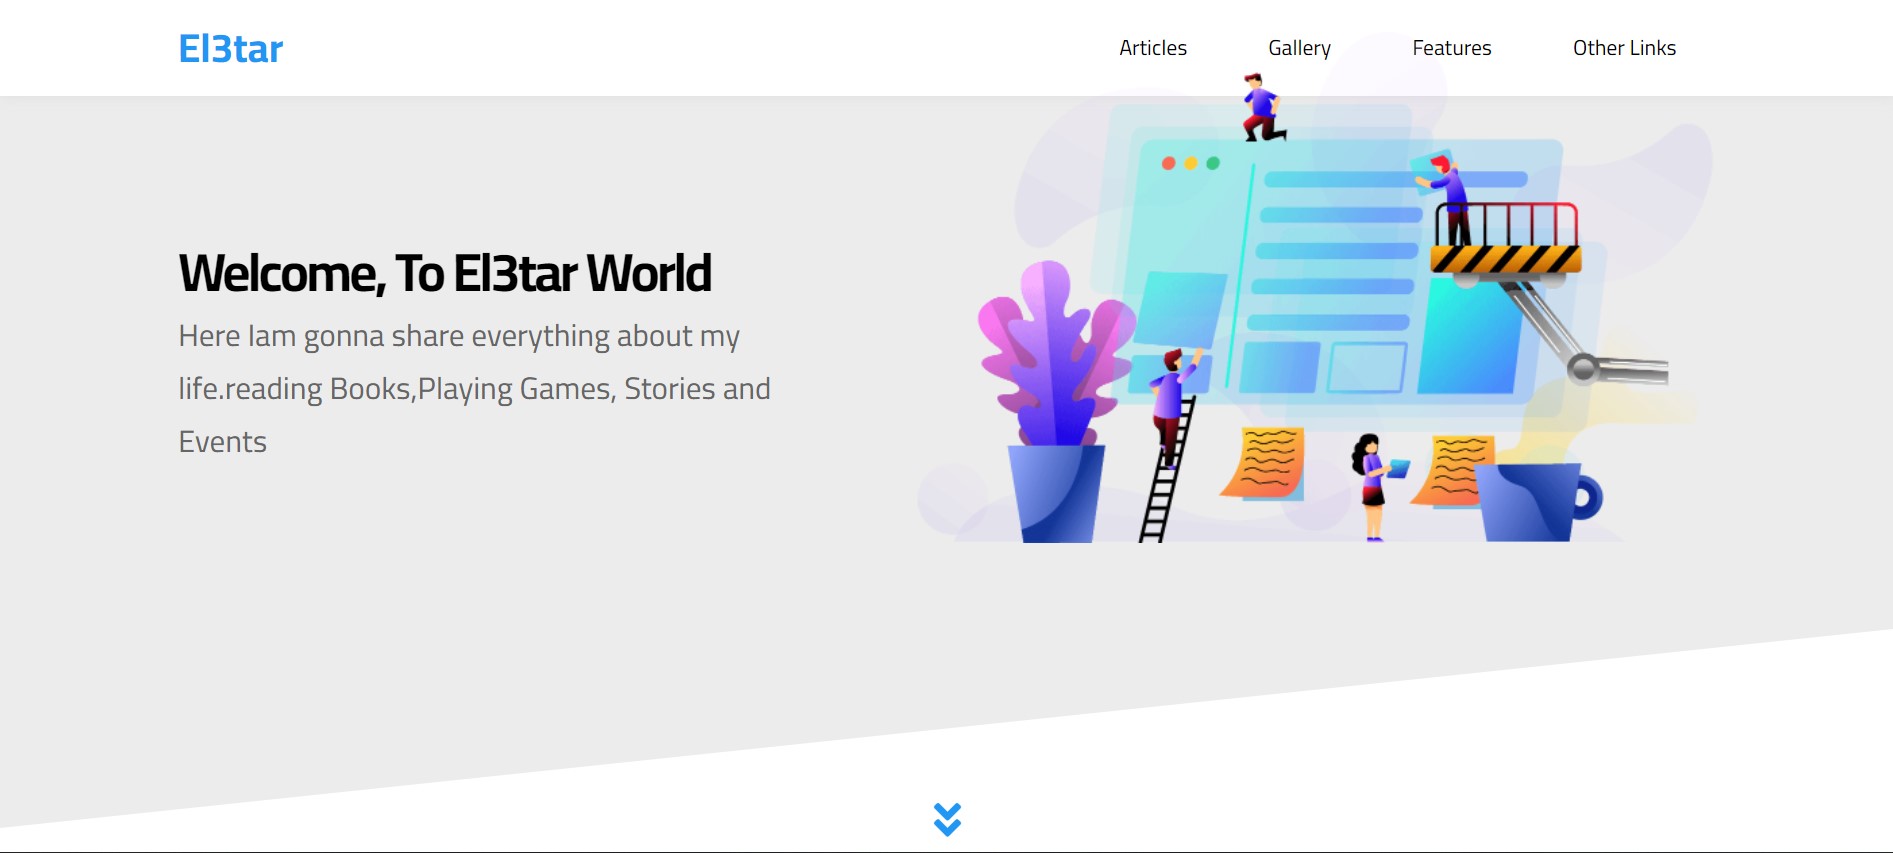 El3tar
Articles
Gallery
Features
Other Links
Welcome, To El3tar World
Here Iam gonna share everything about my
life.reading Books,Playing Games, Stories and
Events